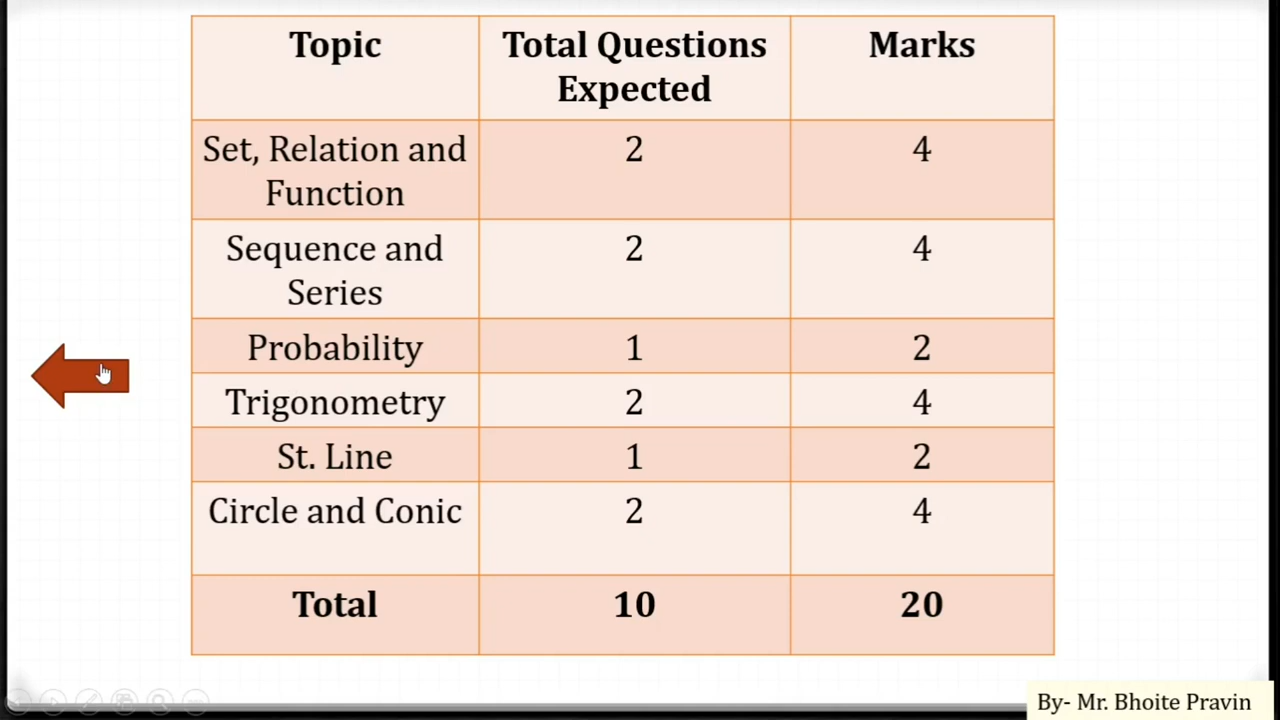 Topic Total Questions Expected Marks
Set, Relation and Function 2 4
Sequence and Series 2 4
Probability 1 2
Trigonometry 2 4
St. Line 1 2
Circle and Conic 2 4
Total 10 20
By- Mr. Bhoite Pravin